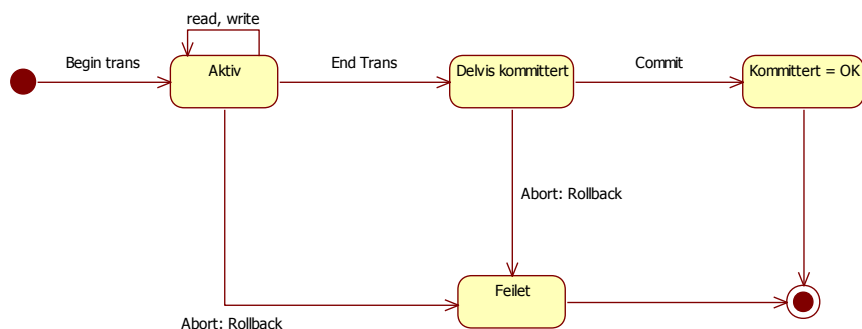 read, write
Begin trans
Aktiv
End Trans
Delvis kommittert
Commit
Kommittert = OK
Abort: Rollback
Feilet
Abort: Rollback